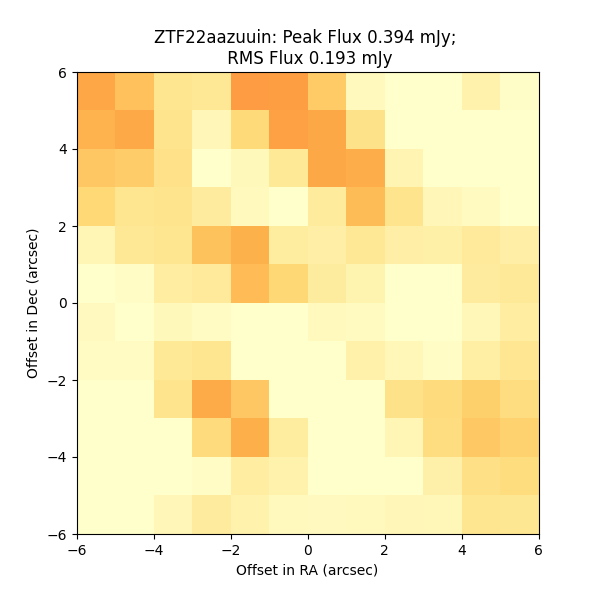 ZTF22aazuuin: Peak Flux 0.394 mJy;
RMS Flux 0.193 mJy
6
4
2
0
−2
−4
−6
Offset in Dec (arcsec)
−6 −4 −2 0 2 4 6
Offset in RA (arcsec)